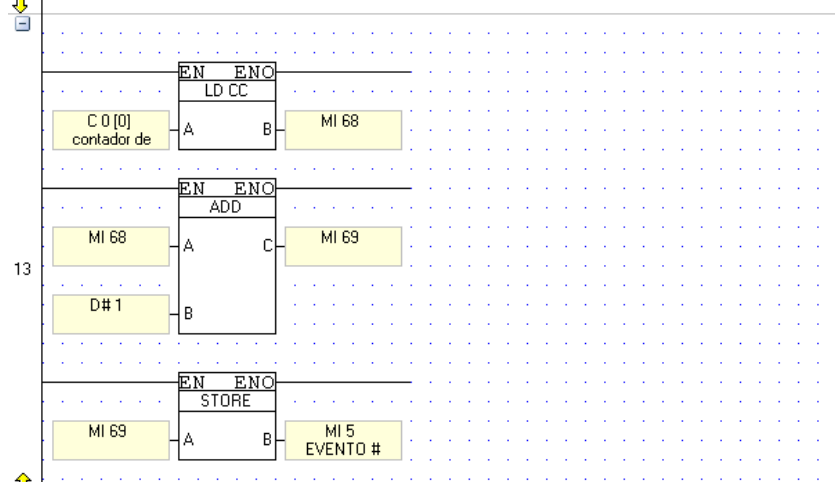 EN ENO
LD CC
C 0 [0]
contador de
A
B
MI 68
EN ENO
ADD
MI 68
A
C
MI 69
13
D# 1
B
EN ENO
STORE
MI 69
A
B
MI 5
EVENTO #